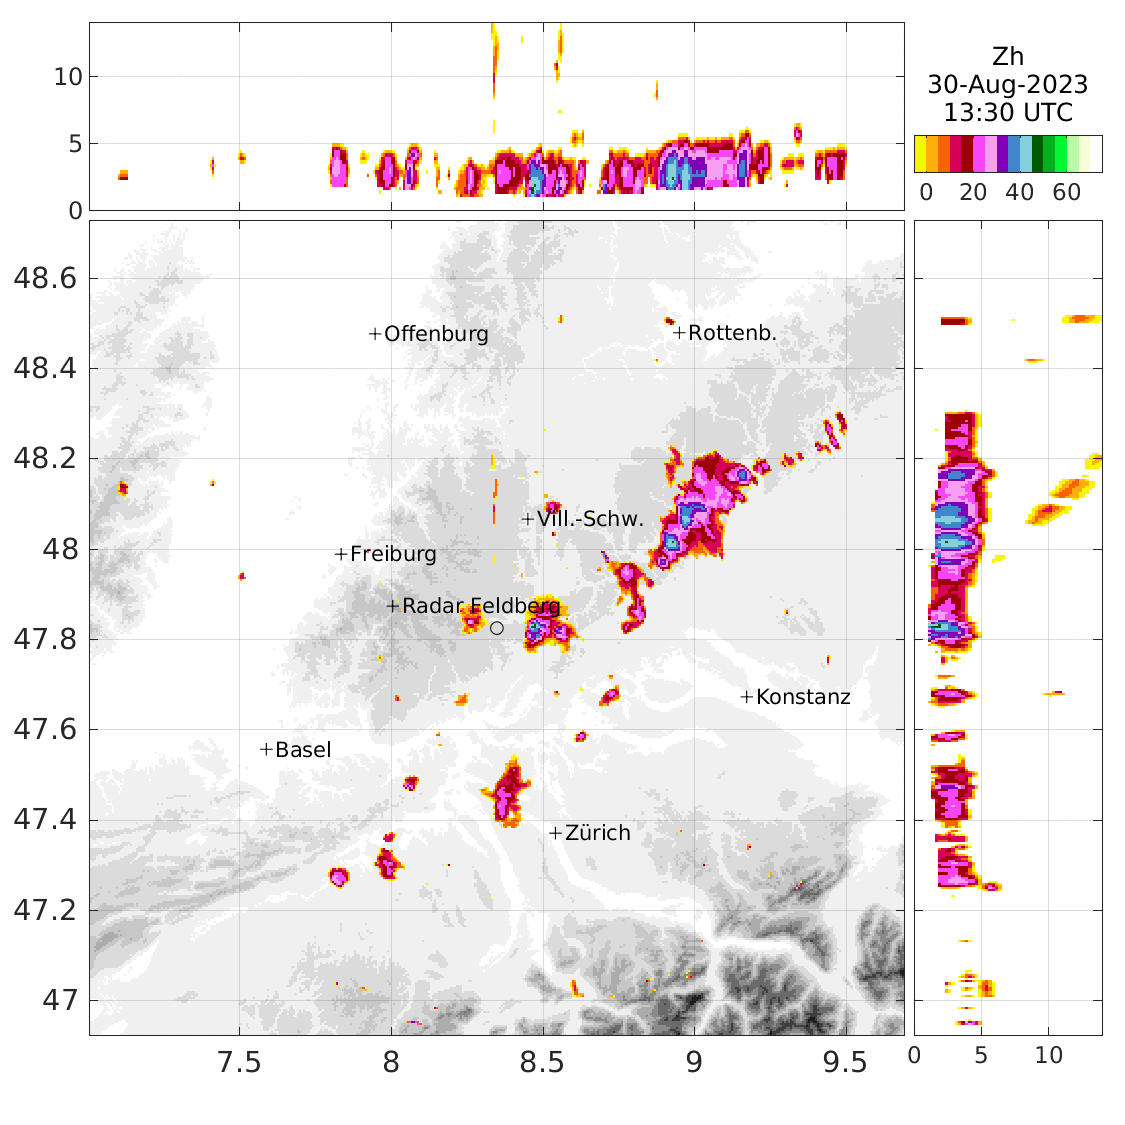 Zh
30-Aug-2023
13:30 UTC
0 20 40 60
10
5
0
48.6
48.4
48.2
48
47.8
47.6
47.4
47.2
47
+Offenburg
+Rottenb.
+Vill.-Schw.
+Freiburg
+Radar Feldberg
+Konstanz
+Basel
+Zürich
7.5 8 8.5 9 9.5
0 5 10